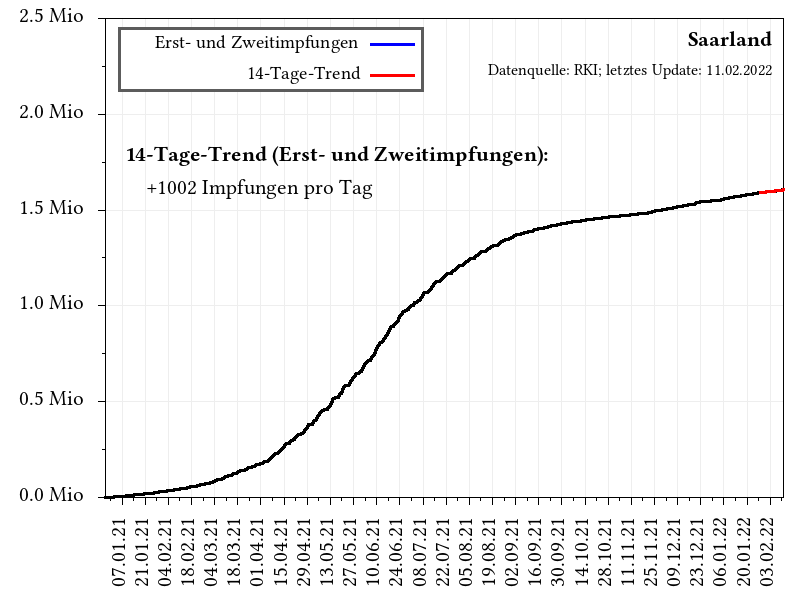 2.5 Mio
2.0 Mio
1.5 Mio
1.0 Mio
0.5 Mio
0.0 Mio
Erst- und Zweitimpfungen
14-Tage-Trend
Saarland
Datenquelle: RKI; letztes Update: 11.02.2022
14-Tage-Trend (Erst- und Zweitimpfungen):
+1002 Impfungen pro Tag
07.01.21
21.01.21
04.02.21
18.02.21
04.03.21
18.03.21
01.04.21
15.04.21
29.04.21
13.05.21
27.05.21
10.06.21
24.06.21
08.07.21
22.07.21
05.08.21
19.08.21
02.09.21
16.09.21
30.09.21
14.10.21
28.10.21
11.11.21
25.11.21
09.12.21
23.12.21
06.01.22
20.01.22
03.02.22